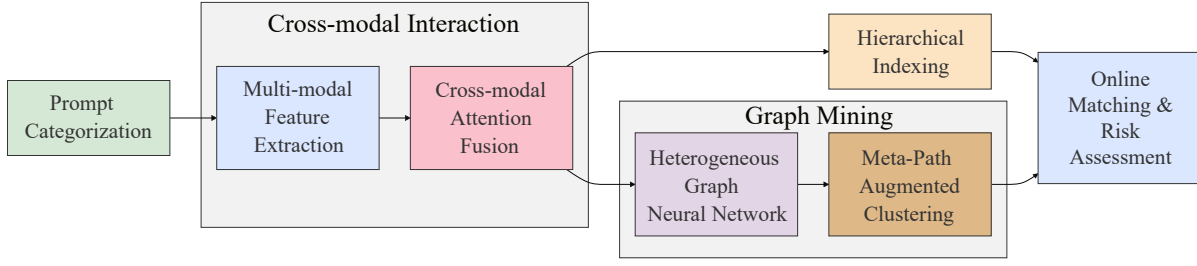 Prompt
Categorization
Cross-modal Interaction
Multi-modal
Feature
Extraction
Cross-modal
Attention
Fusion
Hierarchical
Indexing
Graph Mining
Heterogeneous
Graph
Neural Network
Meta-Path
Augmented
Clustering
Online
Matching &
Risk
Assessment